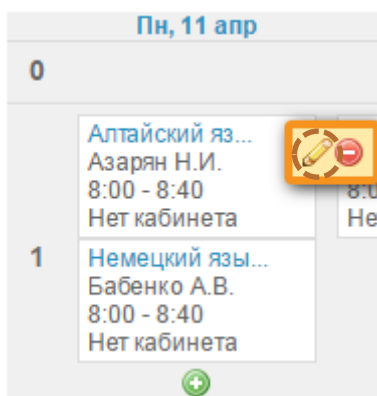 Пн, 11 апр
0
Алтайский яз...
Азарян Н.И.
8:00 - 8:40
Нет кабинета
1
Немецкий язы...
Бабенко А.В.
8:00 - 8:40
Нет кабинета